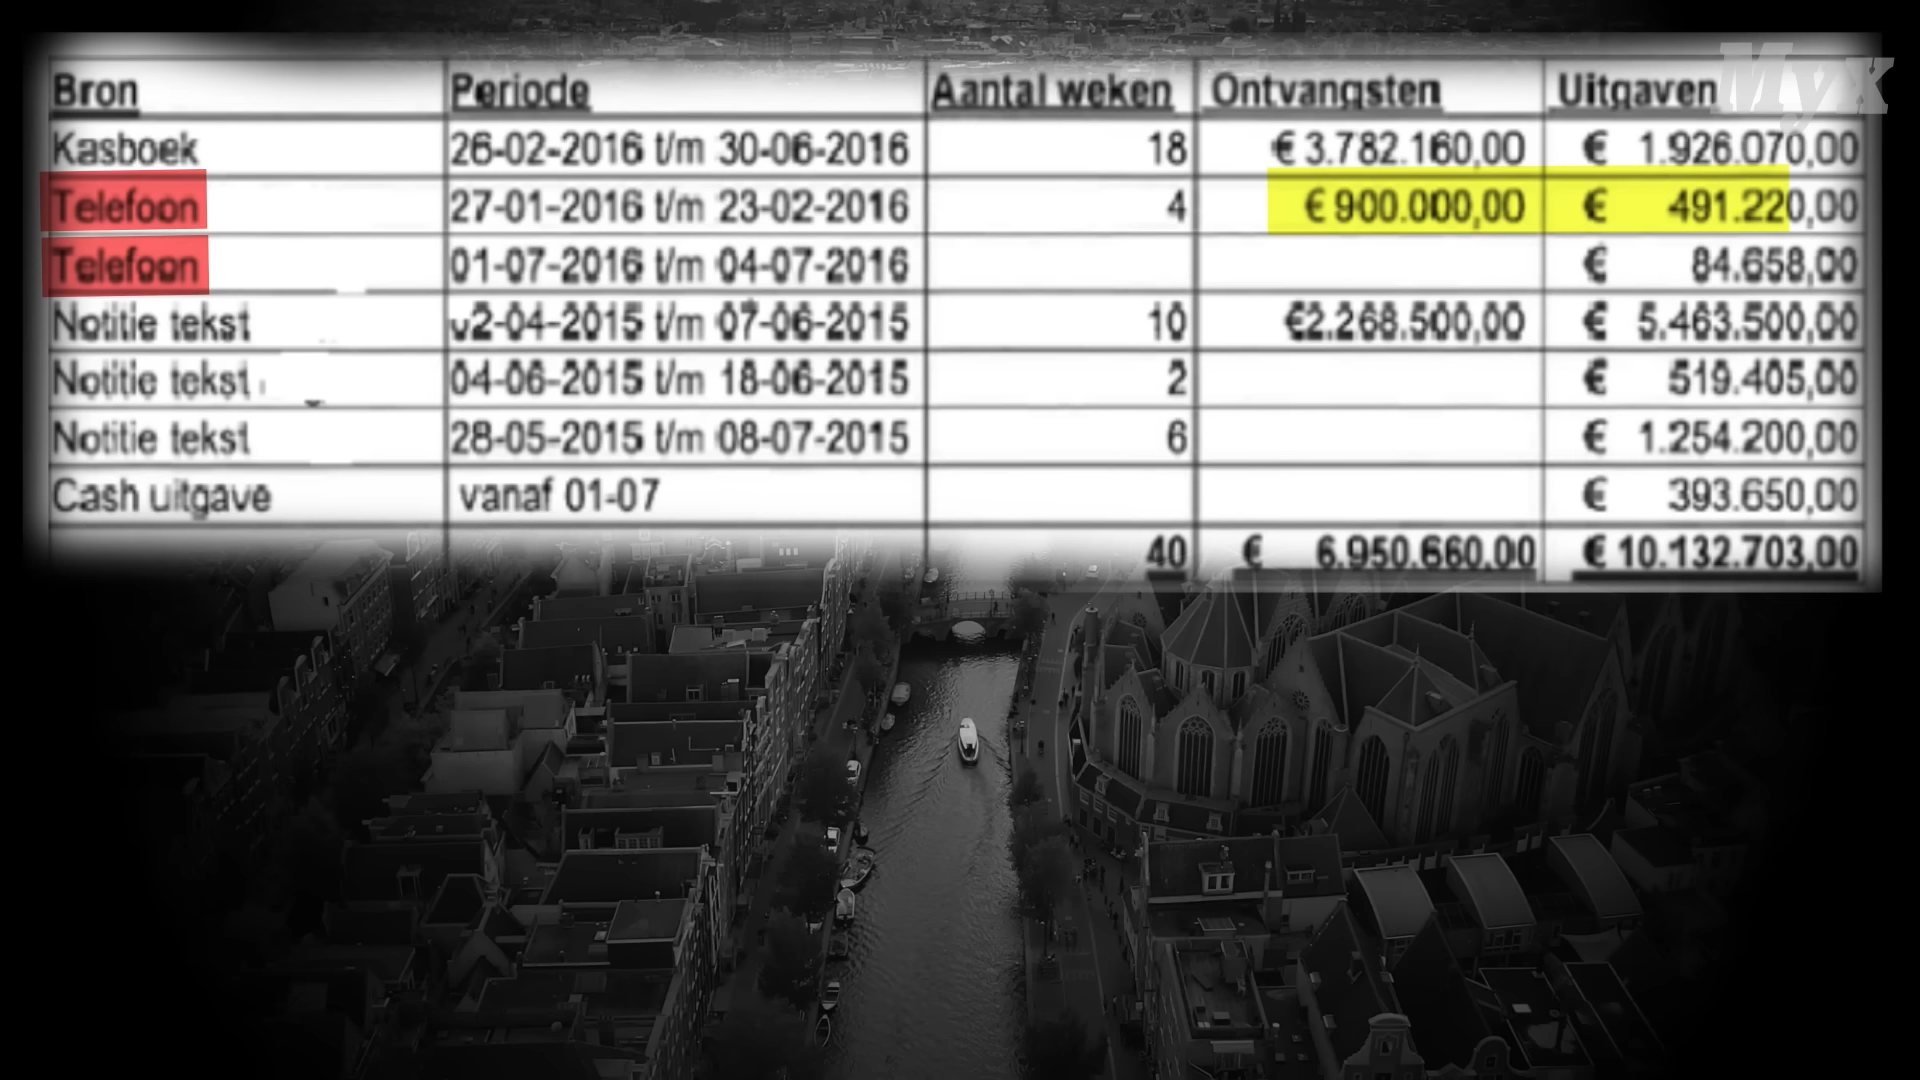 Bron Periode Aantal weken Ontvangsten Uitgaven
Myx
Kasboek 26-02-2016 t/m 30-06-2016 18 € 3.782.160,00 € 1.926.070,00
Telefoon 27-01-2016 t/m 23-02-2016 4 € 900.000,00 € 491.220,00
Telefoon 01-07-2016 t/m 04-07-2016 € 84.658,00
Notitie tekst 2-04-2015 t/m 07-06-2015 10 €2.268.500,00 € 5.463.500,00
Notitie tekst 04-06-2015 t/m 18-06-2015 2 € 519.405,00
Notitie tekst 28-05-2015 t/m 08-07-2015 6 € 1.254.200,00
Cash uitgave vanaf 01-07 € 393.650,00
40 € 6.950.660,00 € 10.132.703,00